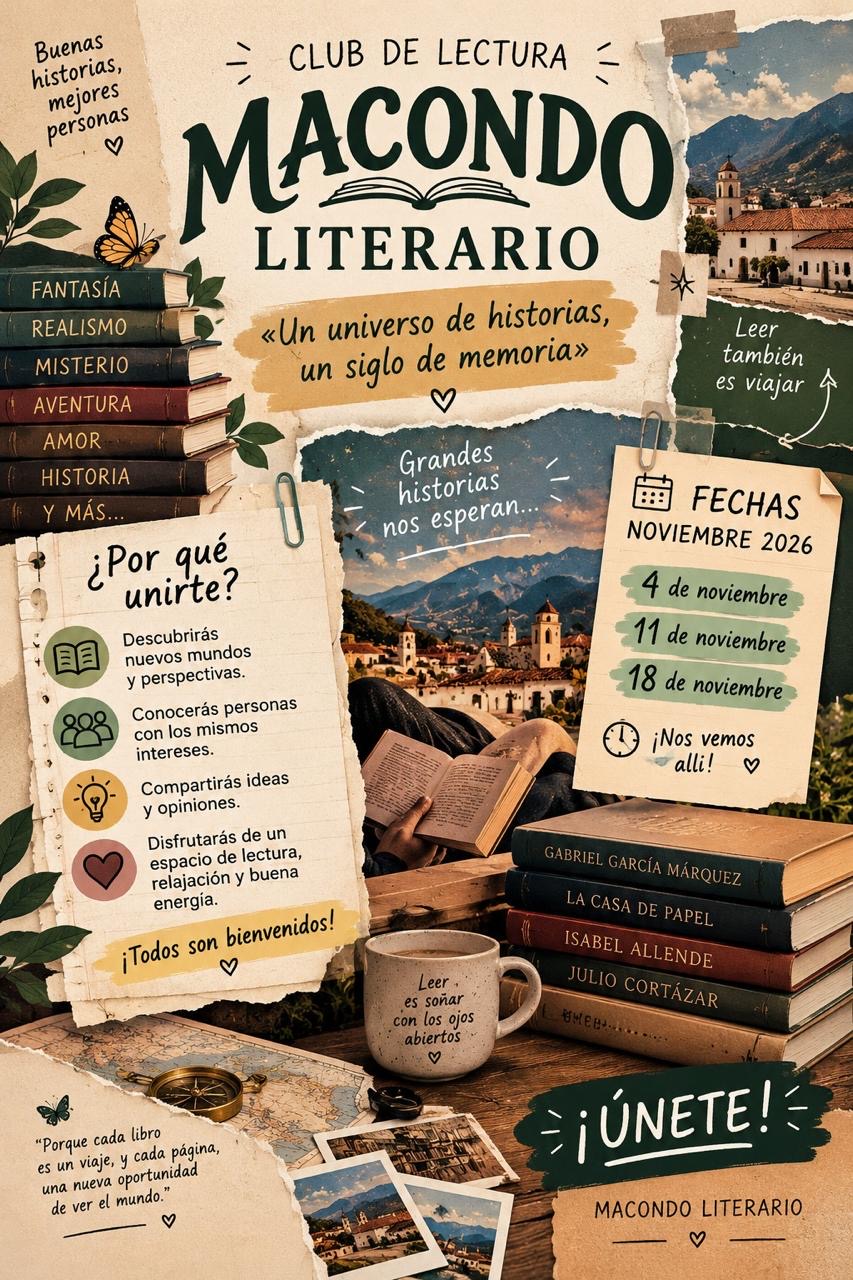 Buenas
historias,
mejores
personas
CLUB DE LECTURA
MACONDO
LITERARIO
«Un universo de historias,
un siglo de memoria»
FANTASÍA
REALISMO
MISTERIO
AVENTURA
AMOR
HISTORIA
Y MÁS...
Leer
también
es viajar
Grandes
historias
nos esperan...
¿Por qué
unirte?
Descubrirás
nuevos mundos
y perspectivas.
Conocerás personas
con los mismos
intereses.
Compartirás ideas
y opiniones.
Disfrutarás de un
espacio de lectura,
relajación y buena
energía.
¡Todos son bienvenidos!
FECHAS
NOVIEMBRE 2026
4 de noviembre
11 de noviembre
18 de noviembre
¡Nos vemos
alli!
GABRIEL GARCÍA MÁRQUEZ
LA CASA DE PAPEL
ISABEL ALLENDE
JULIO CORTÁZAR
Leer
es soñar
con los ojos
abiertos
"Porque cada libro
es un viaje, y cada página,
una nueva oportunidad
de ver el mundo."
¡ÚNETE!
MACONDO LITERARIO